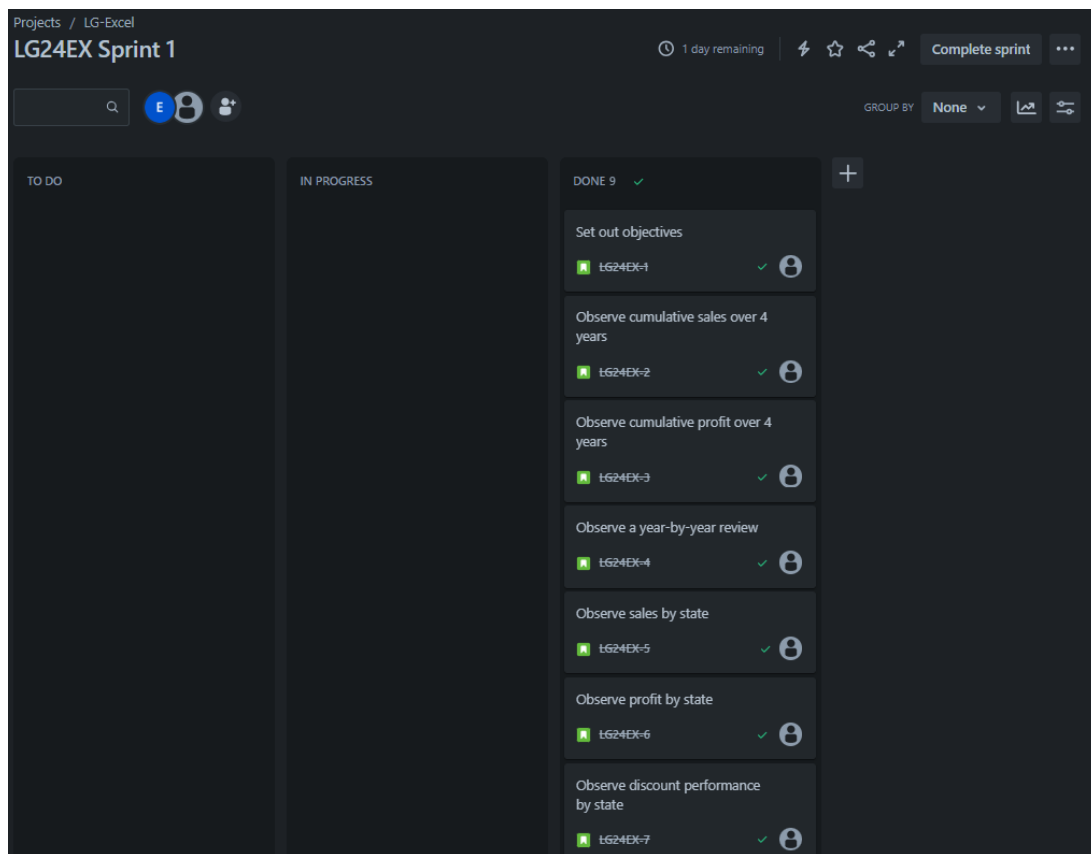 Projects / LG-Excel
LG24EX Sprint 1
1 day remaining
Complete sprint
E
GROUP BY
None
TO DO
IN PROGRESS
DONE 9
Set out objectives
LG24EX-1
Observe cumulative sales over 4
years
LG24EX-2
Observe cumulative profit over 4
years
LG24EX-3
Observe a year-by-year review
LG24EX-4
Observe sales by state
LG24EX-5
Observe profit by state
LG24EX-6
Observe discount performance
by state
LG24EX-7